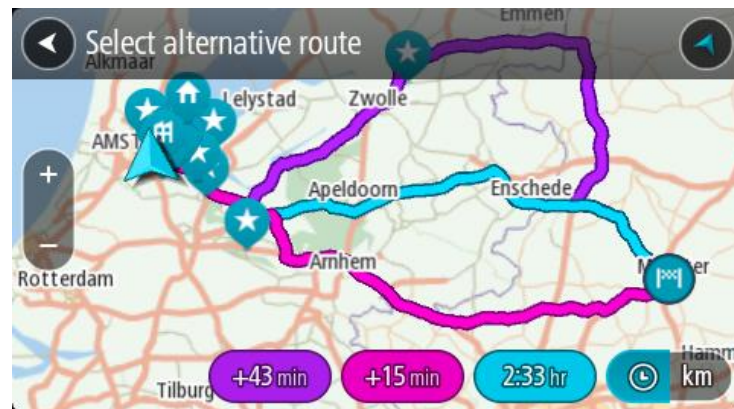 Emmen
Select alternative route
Alkmaar
Lelystad
Zwolle
Apeldoorn
Enschede
Arnhem
Rotterdam
Tilburg
+43 min
+15 min
2:33 hr
km
+
−